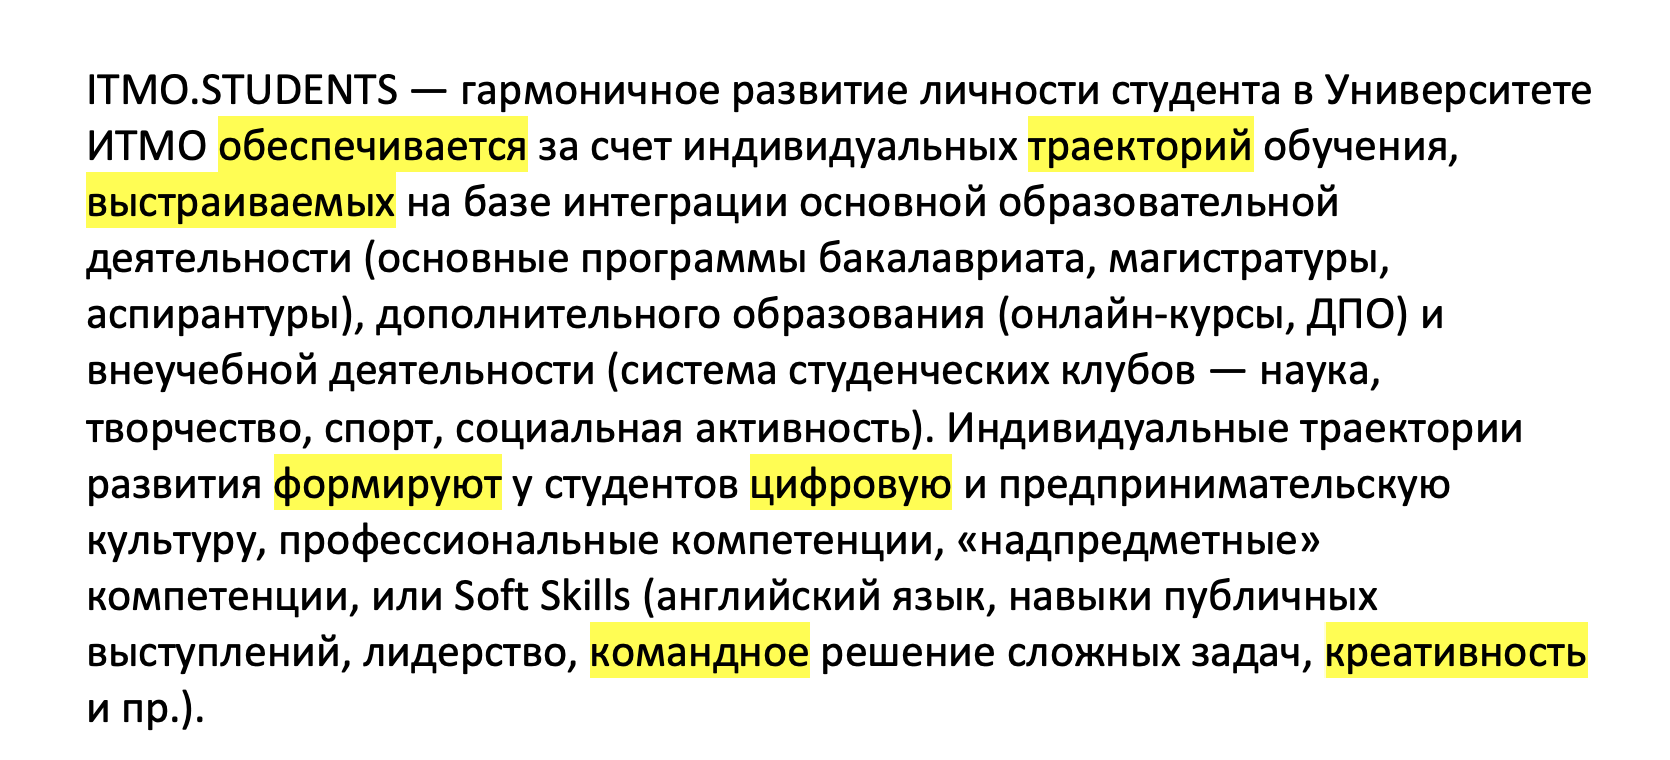 ITMO.STUDENTS — гармоничное развитие личности студента в Университете
ИТМО обеспечивается за счет индивидуальных траекторий обучения,
выстраиваемых на базе интеграции основной образовательной
деятельности (основные программы бакалавриата, магистратуры,
аспирантуры), дополнительного образования (онлайн-курсы, ДПО) и
внеучебной деятельности (система студенческих клубов — наука,
творчество, спорт, социальная активность). Индивидуальные траектории
развития формируют у студентов цифровую и предпринимательскую
культуру, профессиональные компетенции, «надпредметные»
компетенции, или Soft Skills (английский язык, навыки публичных
выступлений, лидерство, командное решение сложных задач, креативность
и пр.).